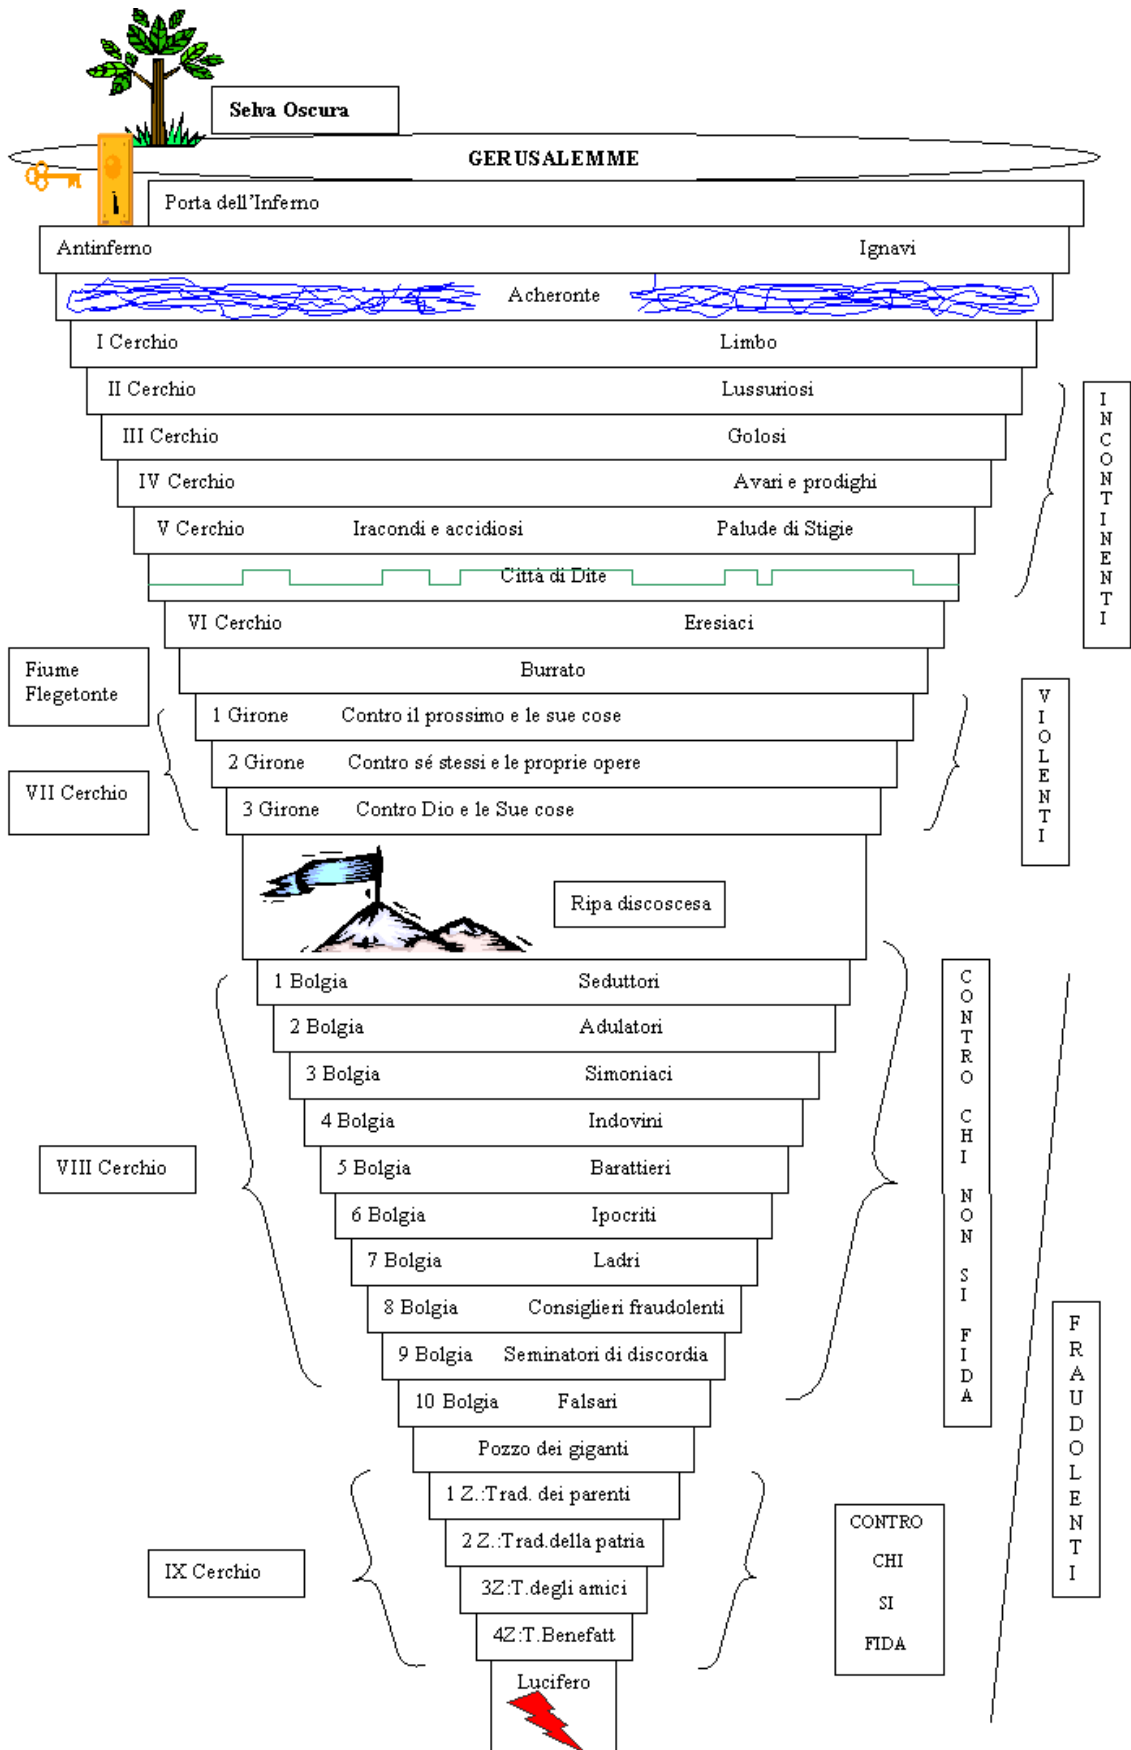 Selva Oscura
GERUSALEMME
Porta dell'Inferno
Antinferno Ignavi
Acheronte
I Cerchio Limbo
II Cerchio Lussuriosi
III Cerchio Golosi
IV Cerchio Avari e prodighi
V Cerchio Iracondi e accidiosi Palude di Stigie
Città di Dite
INCONTINENTI
VI Cerchio Eresiaci
Burrato
Fiume
Flegetonte
VII Cerchio
1 Girone Contro il prossimo e le sue cose
2 Girone Contro sé stessi e le proprie opere
3 Girone Contro Dio e le Sue cose
VIOLENTI
Ripa discoscesa
VIII Cerchio
1 Bolgia Seduttori
2 Bolgia Adulatori
3 Bolgia Simoniaci
4 Bolgia Indovini
5 Bolgia Barattieri
6 Bolgia Ipocriti
7 Bolgia Ladri
8 Bolgia Consiglieri fraudolenti
9 Bolgia Seminatori di discordia
10 Bolgia Falsari
CONTRO CHI NON SI FIDA
FRAUDOLENTI
Pozzo dei giganti
IX Cerchio
1 Z.:Trad. dei parenti
2 Z.:Trad.della patria
3Z:T.degli amici
4Z:T.Benefatt
CONTRO
CHI
SI
FIDA
Lucifero